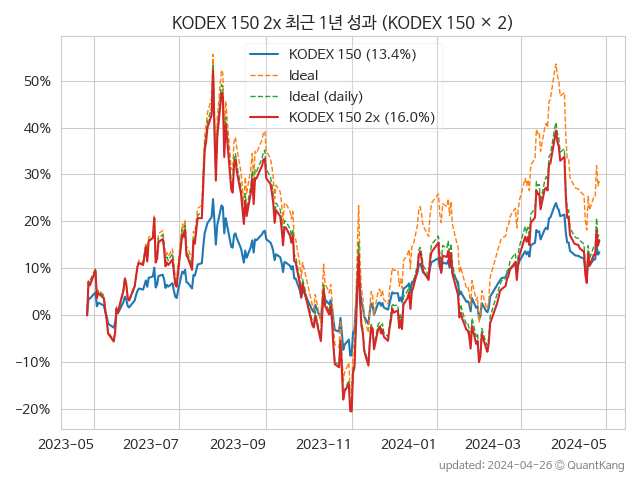 KODEX 150 2x 최근 1년 성과 (KODEX 150 × 2)
KODEX 150 (13.4%)
Ideal
Ideal (daily)
KODEX 150 2x (16.0%)
50%
40%
30%
20%
10%
0%
−10%
−20%
2023-05
2023-07
2023-09
2023-11
2024-01
2024-03
2024-05
updated: 2024-04-26 © QuantKang